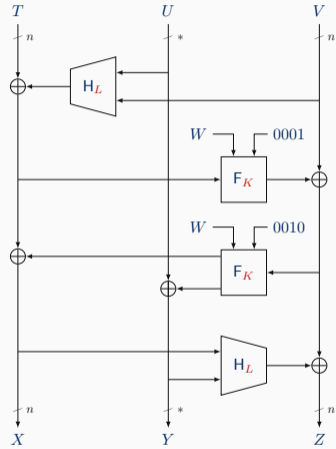 T U V
n * n
H_L
W 0001
F_K
W 0010
F_K
H_L
n * n
X Y Z